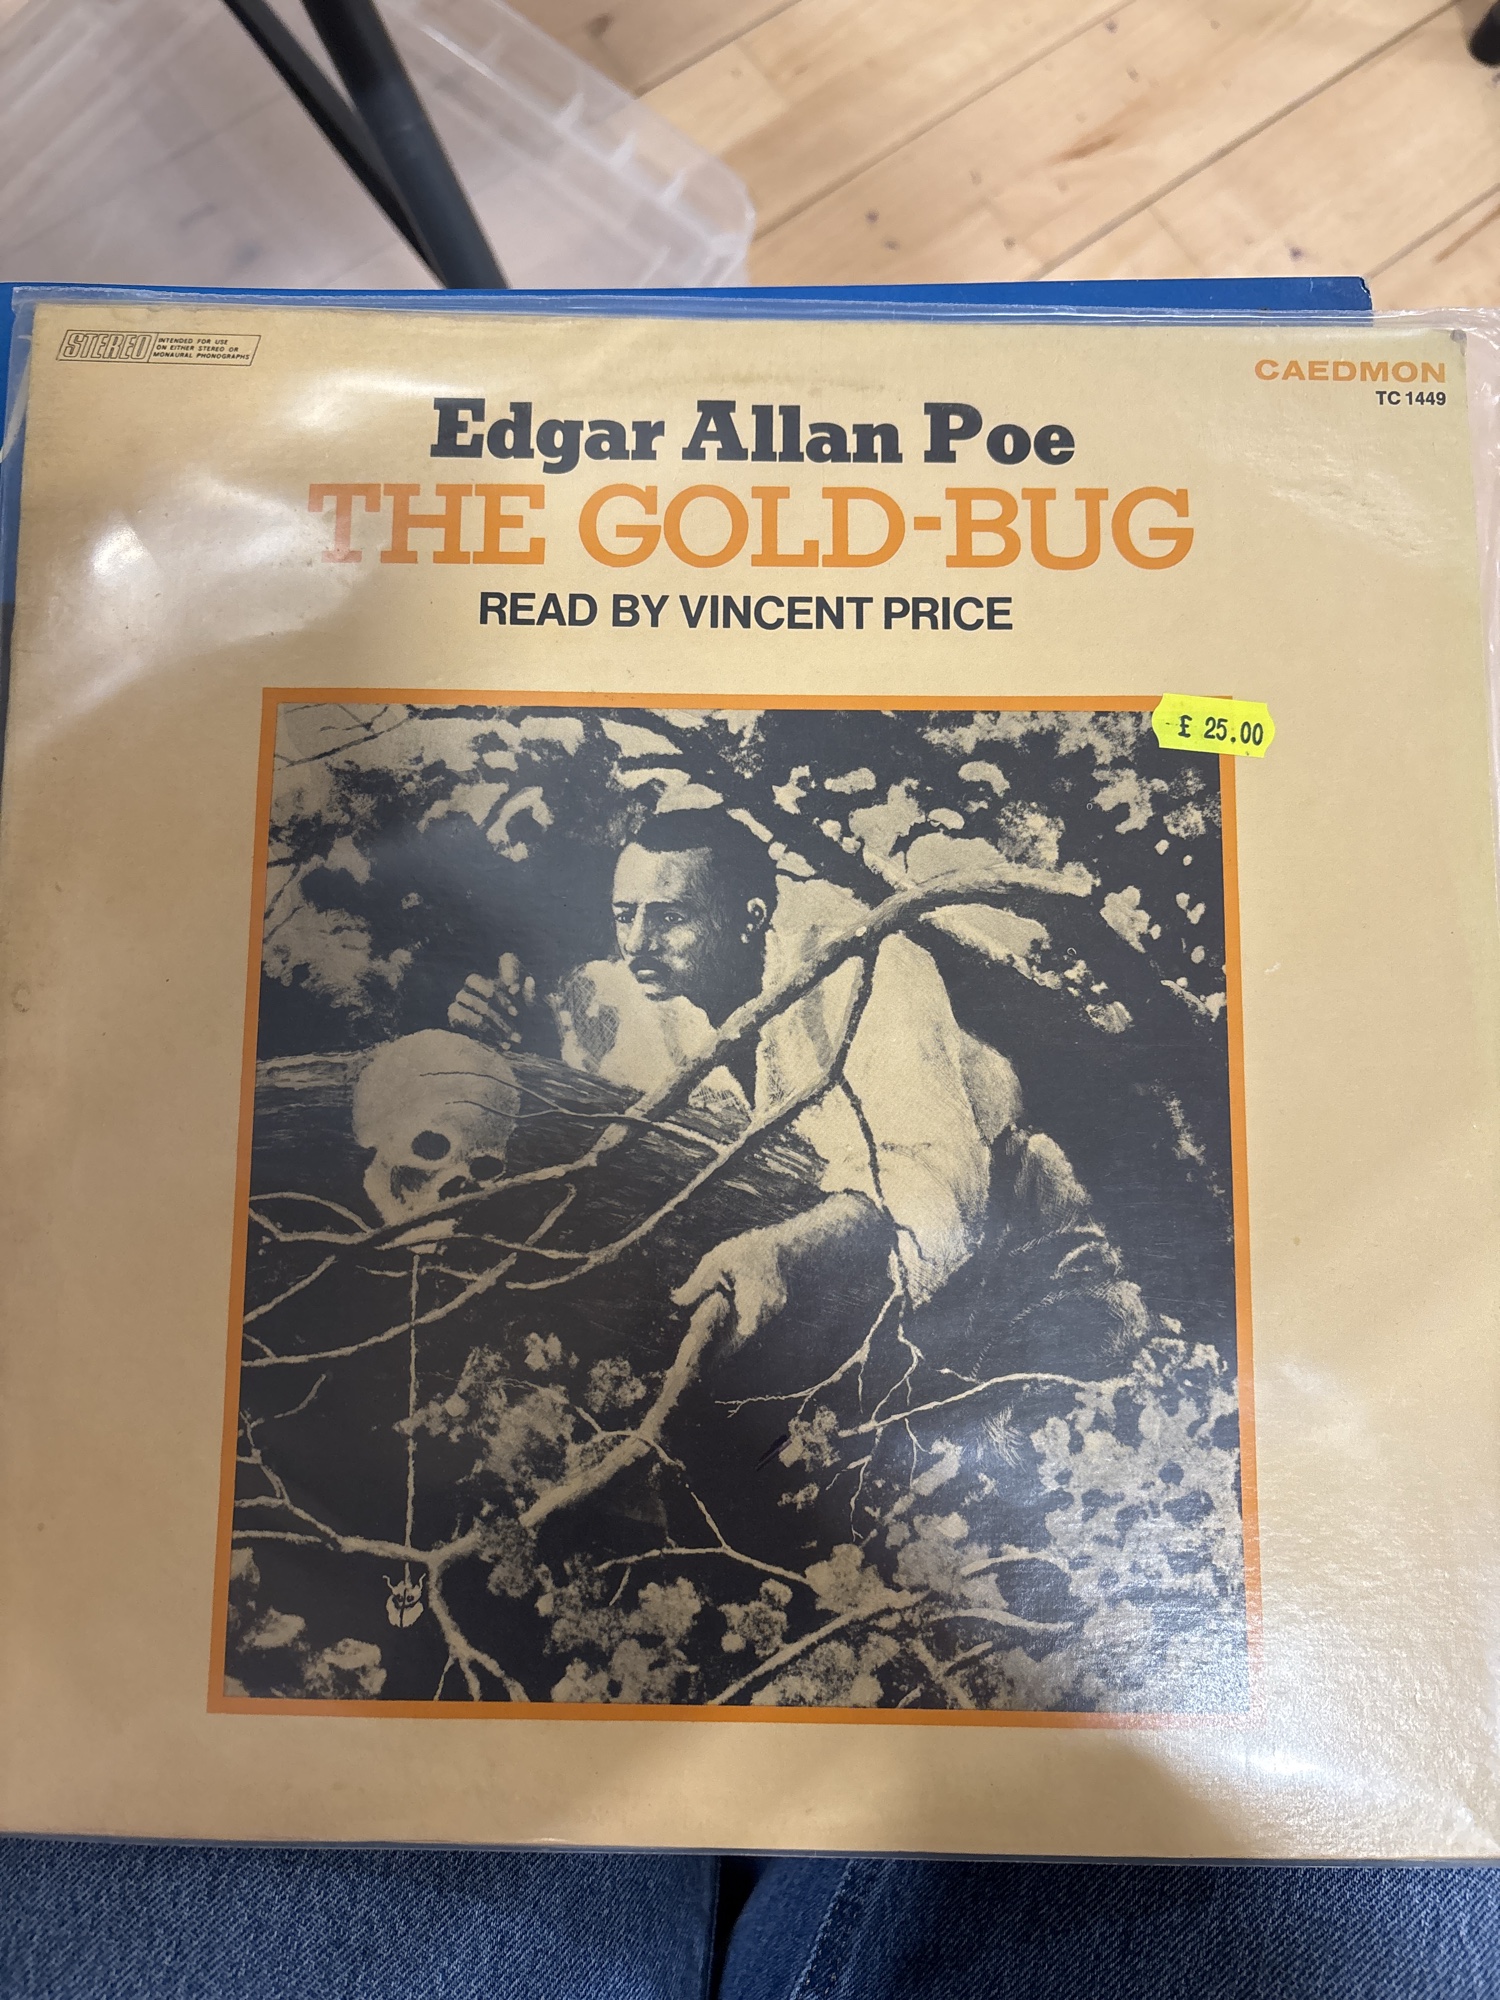 STEREO
INTENDED FOR USE
ON EITHER STEREO OR
MONAURAL PHONOGRAPHS
CAEDMON
TC 1449
Edgar Allan Poe
THE GOLD-BUG
READ BY VINCENT PRICE
£ 25.00